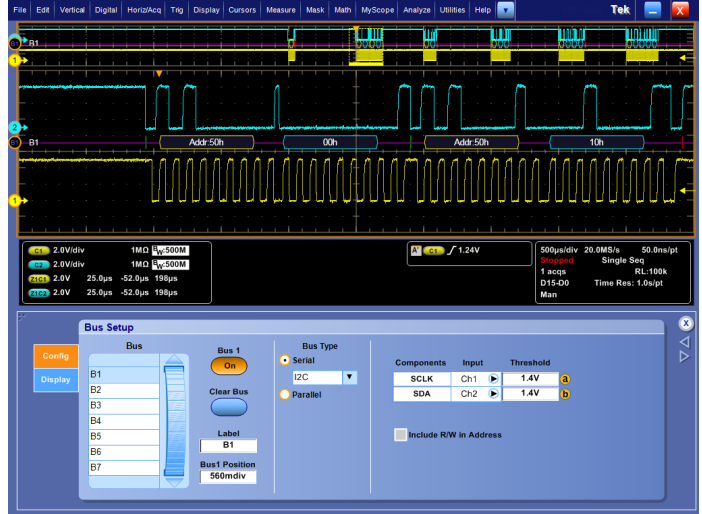 File Edit Vertical Digital Horiz/Acq Trig Display Cursors Measure Mask Math MyScope Analyze Utilities Help Tek X
B1 B1
1
2
B1 B1 Addr:50h 00h Addr:50h 10h
1
C1 2.0V/div 1MΩ BW:500M
C2 2.0V/div 1MΩ BW:500M
Z1C1 2.0V 25.0µs -52.0µs 198µs
Z1C2 2.0V 25.0µs -52.0µs 198µs
A' C1 1.24V
500µs/div 20.0MS/s 50.0ns/pt
Stopped Single Seq
1 acqs RL:100k
D15-D0 Time Res: 1.0s/pt
Man
Bus Setup X
Config
Display
Bus
B1
B2
B3
B4
B5
B6
B7
Bus 1
On
Clear Bus
Label
B1
Bus1 Position
560mdiv
Bus Type
Serial
I2C
Parallel
Components Input Threshold
SCLK Ch1 1.4V a
SDA Ch2 1.4V b
Include R/W in Address